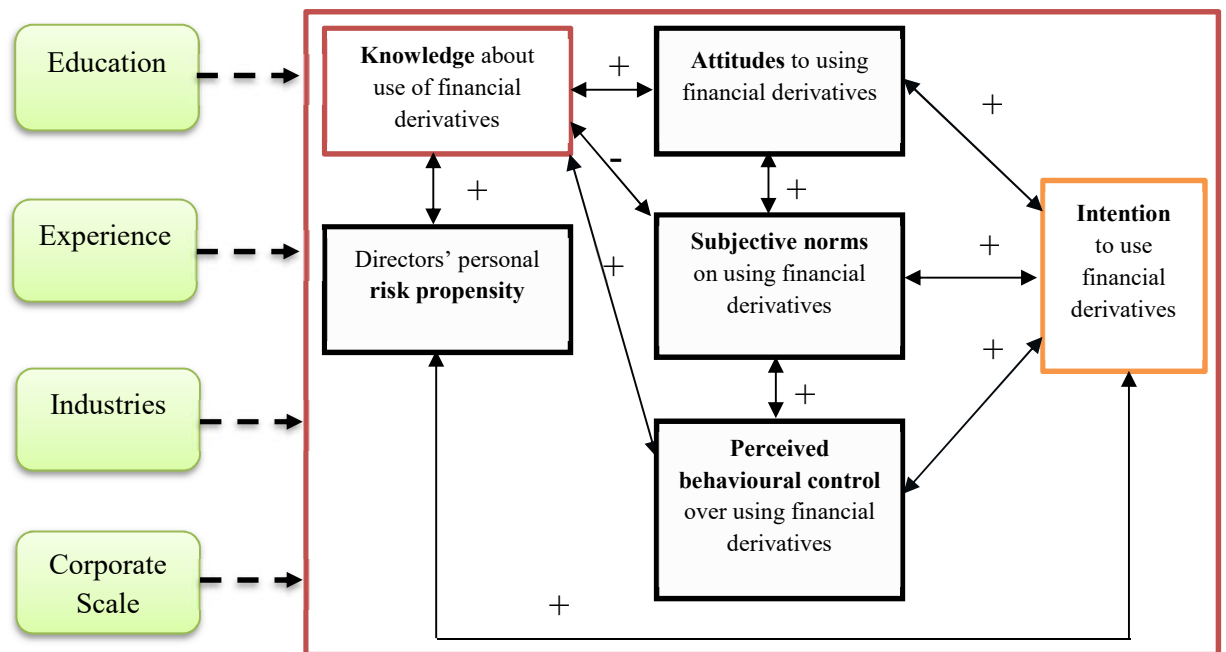 Education
Experience
Industries
Corporate
Scale
Knowledge about
use of financial
derivatives
+
Attitudes to using
financial derivatives
+
-
+
+
Directors’ personal
risk propensity
+
Subjective norms
on using financial
derivatives
+
Intention
to use
financial
derivatives
+
+
Perceived
behavioural control
over using financial
derivatives
+